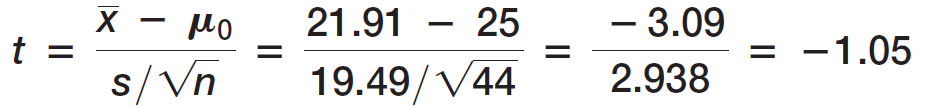 t = x̄ − μ₀ / s/√n = 21.91 − 25 / 19.49/√44 = − 3.09 / 2.938 = −1.05